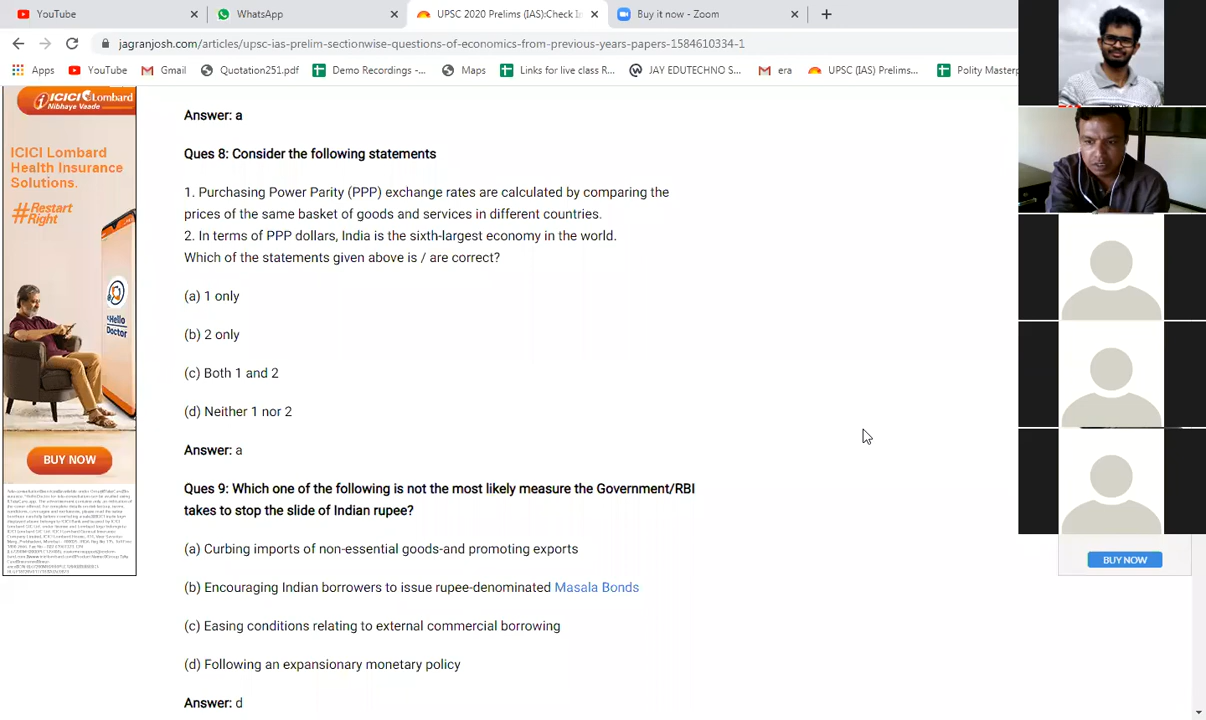 YouTube
WhatsApp
UPSC 2020 Prelims (IAS):Check I
Buy it now - Zoom
jagranjosh.com/articles/upsc-ias-prelim-sectionwise-questions-of-economics-from-previous-years-papers-1584610334-1
Apps
YouTube
Gmail
Quotation251.pdf
Demo Recordings -...
Maps
Links for live class R...
JAY EDUTECHNO S...
era
UPSC (IAS) Prelims...
Polity Masterp
ICICI Lombard
Nibhaye Vaade
ICICI Lombard
Health Insurance
Solutions.
#Restart
Right
Hello
Doctor
BUY NOW
Answer: a
Ques 8: Consider the following statements
1. Purchasing Power Parity (PPP) exchange rates are calculated by comparing the
prices of the same basket of goods and services in different countries.
2. In terms of PPP dollars, India is the sixth-largest economy in the world.
Which of the statements given above is / are correct?
(a) 1 only
(b) 2 only
(c) Both 1 and 2
(d) Neither 1 nor 2
Answer: a
Ques 9: Which one of the following is not the most likely measure the Government/RBI
takes to stop the slide of Indian rupee?
(a) Curbing imports of non-essential goods-and promoting exports
(b) Encouraging Indian borrowers to issue rupee-denominated Masala Bonds
(c) Easing conditions relating to external commercial borrowing
(d) Following an expansionary monetary policy
Answer: d
BUY NOW